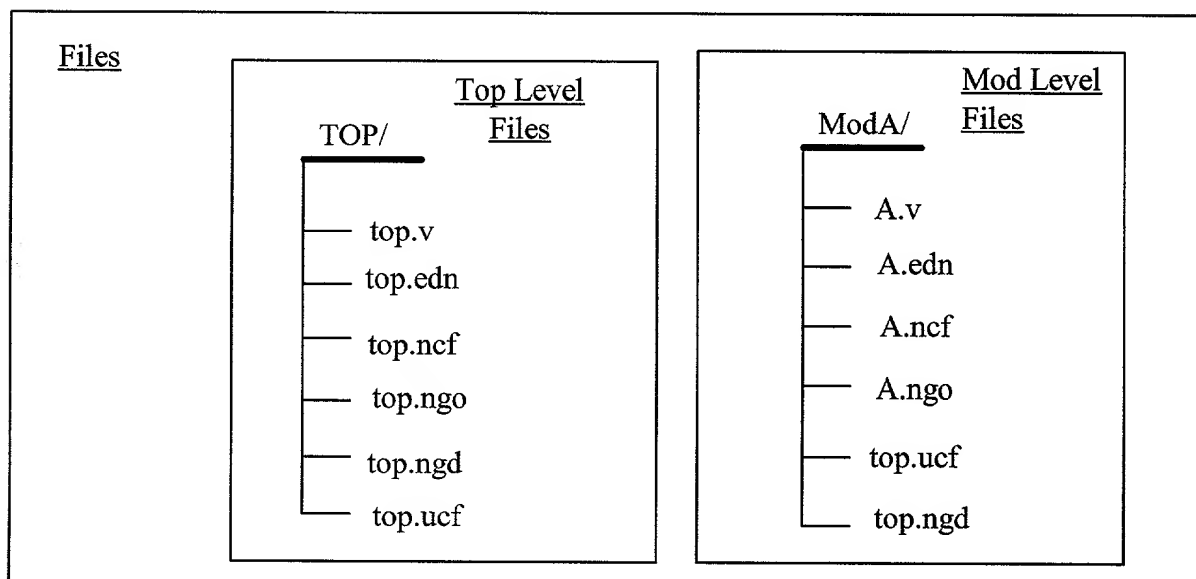 Files
Top Level
Files
TOP/
top.v
top.edn
top.ncf
top.ngo
top.ngd
top.ucf
Mod Level
Files
ModA/
A.v
A.edn
A.ncf
A.ngo
top.ucf
top.ngd